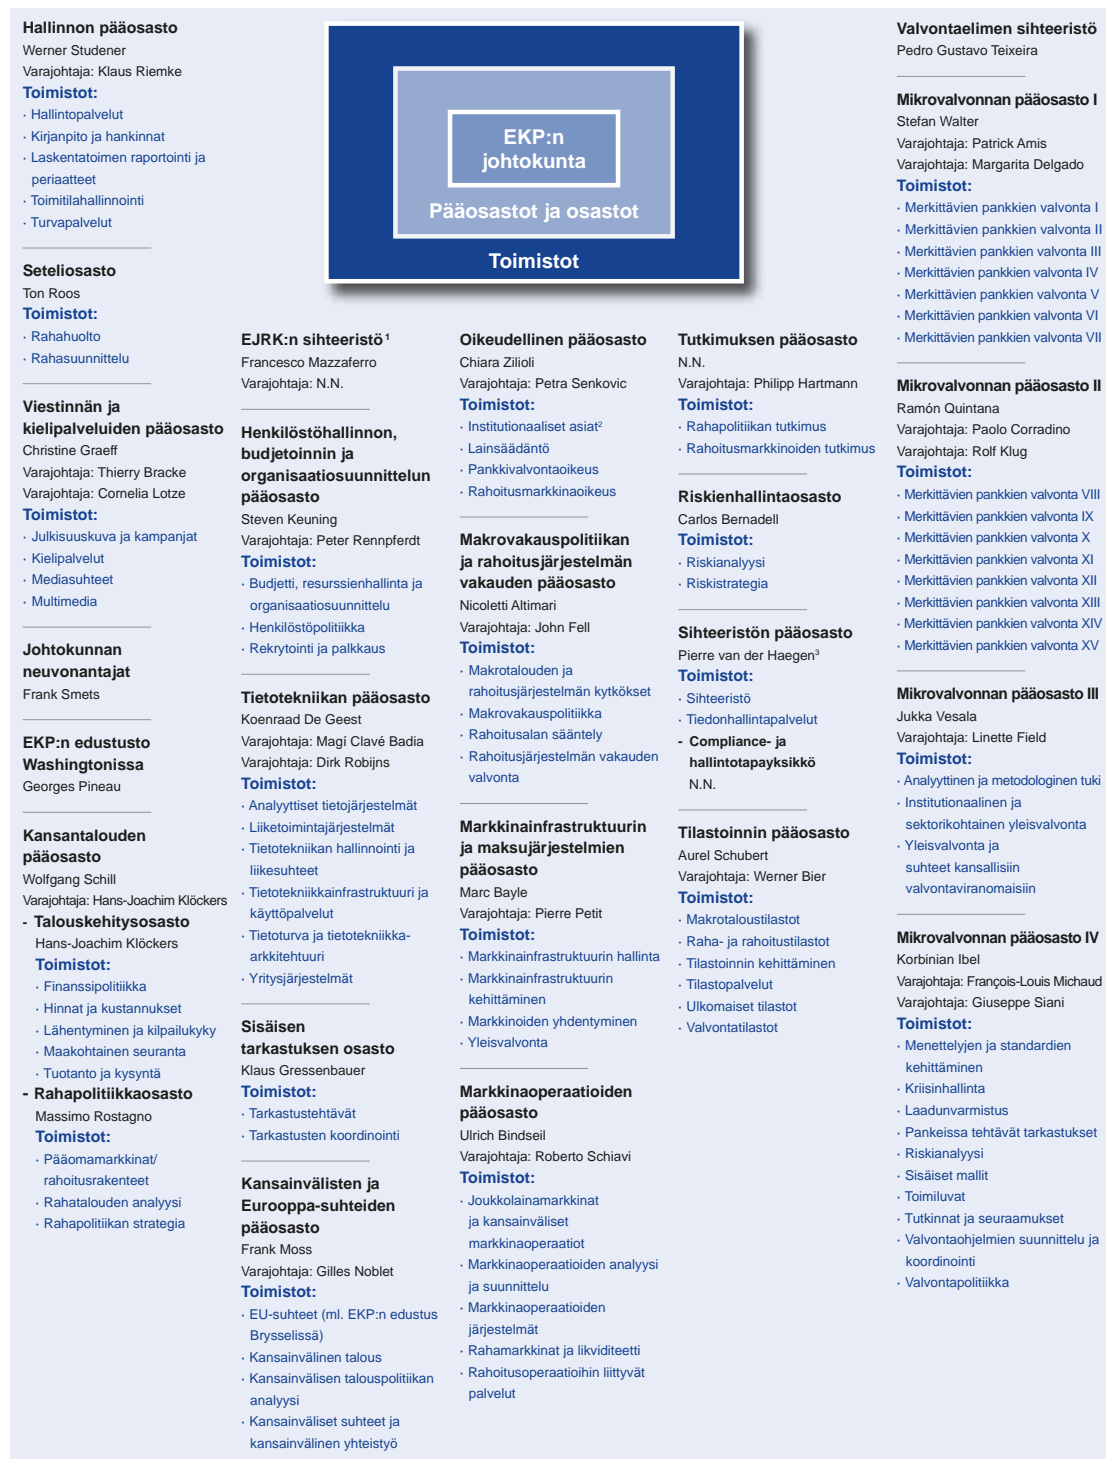 Hallinnon pääosasto
Werner Studener
Varajohtaja: Klaus Riemke
Toimistot:
· Hallintopalvelut
· Kirjanpito ja hankinnat
· Laskentatoimen raportointi ja
periaatteet
· Toimitilahallinnointi
· Turvapalvelut
Seteliosasto
Ton Roos
Toimistot:
· Rahahuolto
· Rahasuunnittelu
Viestinnän ja
kielipalveluiden pääosasto
Christine Graeff
Varajohtaja: Thierry Bracke
Varajohtaja: Cornelia Lotze
Toimistot:
· Julkisuuskuva ja kampanjat
· Kielipalvelut
· Mediasuhteet
· Multimedia
Johtokunnan
neuvonantajat
Frank Smets
EKP:n edustusto
Washingtonissa
Georges Pineau
Kansantalouden
pääosasto
Wolfgang Schill
Varajohtaja: Hans-Joachim Klöckers
- Talouskehitysosasto
Hans-Joachim Klöckers
Toimistot:
· Finanssipolitiikka
· Hinnat ja kustannukset
· Lähentyminen ja kilpailukyky
· Maakohtainen seuranta
· Tuotanto ja kysyntä
- Rahapolitiikkaosasto
Massimo Rostagno
Toimistot:
· Pääomamarkkinat/
rahoitusrakenteet
· Rahatalouden analyysi
· Rahapolitiikan strategia
EKP:n
johtokunta
Pääosastot ja osastot
Toimistot
EJRK:n sihteeristö¹
Francesco Mazzaferro
Varajohtaja: N.N.
Henkilöstöhallinnon,
budjetoinnin ja
organisaatiosuunnittelun
pääosasto
Steven Keuning
Varajohtaja: Peter Rennpferdt
Toimistot:
· Budjetti, resurssienhallinta ja
organisaatiosuunnittelu
· Henkilöstöpolitiikka
· Rekrytointi ja palkkaus
Tietotekniikan pääosasto
Koenraad De Geest
Varajohtaja: Magí Clavé Badia
Varajohtaja: Dirk Robijns
Toimistot:
· Analyyttiset tietojärjestelmät
· Liiketoimintajärjestelmät
· Tietotekniikan hallinnointi ja
liikesuhteet
· Tietotekniikkainfrastruktuuri ja
käyttöpalvelut
· Tietoturva ja tietotekniikka-
arkkitehtuuri
· Yritysjärjestelmät
Sisäisen
tarkastuksen osasto
Klaus Gressenbauer
Toimistot:
· Tarkastustehtävät
· Tarkastusten koordinointi
Kansainvälisten ja
Eurooppa-suhteiden
pääosasto
Frank Moss
Varajohtaja: Gilles Noblet
Toimistot:
· EU-suhteet (ml. EKP:n edustus
Brysselissä)
· Kansainvälinen talous
· Kansainvälisen talouspolitiikan
analyysi
· Kansainväliset suhteet ja
kansainvälinen yhteistyö
Oikeudellinen pääosasto
Chiara Zilioli
Varajohtaja: Petra Senkovic
Toimistot:
· Institutionaaliset asiat²
· Lainsäädäntö
· Pankkivalvontaoikeus
· Rahoitusmarkkinaoikeus
Makrovakauspolitiikan
ja rahoitusjärjestelmän
vakauden pääosasto
Nicoletti Altimari
Varajohtaja: John Fell
Toimistot:
· Makrotalouden ja
rahoitusjärjestelmän kytkökset
· Makrovakauspolitiikka
· Rahoitusalan sääntely
· Rahoitusjärjestelmän vakauden
valvonta
Markkinainfrastruktuurin
ja maksujärjestelmien
pääosasto
Marc Bayle
Varajohtaja: Pierre Petit
Toimistot:
· Markkinainfrastruktuurin hallinta
· Markkinainfrastruktuurin
kehittäminen
· Markkinoiden yhdentyminen
· Yleisvalvonta
Markkinaoperaatioiden
pääosasto
Ulrich Bindseil
Varajohtaja: Roberto Schiavi
Toimistot:
· Joukkolainamarkkinat
ja kansainväliset
markkinaoperaatiot
· Markkinaoperaatioiden analyysi
ja suunnittelu
· Markkinaoperaatioiden
järjestelmät
· Rahamarkkinat ja likviditeetti
· Rahoitusoperaatioihin liittyvät
palvelut
Tutkimuksen pääosasto
N.N.
Varajohtaja: Philipp Hartmann
Toimistot:
· Rahapolitiikan tutkimus
· Rahoitusmarkkinoiden tutkimus
Riskienhallintaosasto
Carlos Bernadell
Toimistot:
· Riskianalyysi
· Riskistrategia
Sihteeristön pääosasto
Pierre van der Haegen³
Toimistot:
· Sihteeristö
· Tiedonhallintapalvelut
- Compliance- ja
hallintotapayksikkö
N.N.
Tilastoinnin pääosasto
Aurel Schubert
Varajohtaja: Werner Bier
Toimistot:
· Makrotaloustilastot
· Raha- ja rahoitustilastot
· Tilastoinnin kehittäminen
· Tilastopalvelut
· Ulkomaiset tilastot
· Valvontatilastot
Valvontaelimen sihteeristö
Pedro Gustavo Teixeira
Mikrovalvonnan pääosasto I
Stefan Walter
Varajohtaja: Patrick Amis
Varajohtaja: Margarita Delgado
Toimistot:
· Merkittävien pankkien valvonta I
· Merkittävien pankkien valvonta II
· Merkittävien pankkien valvonta III
· Merkittävien pankkien valvonta IV
· Merkittävien pankkien valvonta V
· Merkittävien pankkien valvonta VI
· Merkittävien pankkien valvonta VII
Mikrovalvonnan pääosasto II
Ramón Quintana
Varajohtaja: Paolo Corradino
Varajohtaja: Rolf Klug
Toimistot:
· Merkittävien pankkien valvonta VIII
· Merkittävien pankkien valvonta IX
· Merkittävien pankkien valvonta X
· Merkittävien pankkien valvonta XI
· Merkittävien pankkien valvonta XII
· Merkittävien pankkien valvonta XIII
· Merkittävien pankkien valvonta XIV
· Merkittävien pankkien valvonta XV
Mikrovalvonnan pääosasto III
Jukka Vesala
Varajohtaja: Linette Field
Toimistot:
· Analyyttinen ja metodologinen tuki
· Institutionaalinen ja
sektorikohtainen yleisvalvonta
· Yleisvalvonta ja
suhteet kansallisiin
valvontaviranomaisiin
Mikrovalvonnan pääosasto IV
Korbinian Ibel
Varajohtaja: François-Louis Michaud
Varajohtaja: Giuseppe Siani
Toimistot:
· Menettelyjen ja standardien
kehittäminen
· Kriisinhallinta
· Laadunvarmistus
· Pankeissa tehtävät tarkastukset
· Riskianalyysi
· Sisäiset mallit
· Toimiluvat
· Tutkinnat ja seuraamukset
· Valvontaohjelmien suunnittelu ja
koordinointi
· Valvontapolitiikka